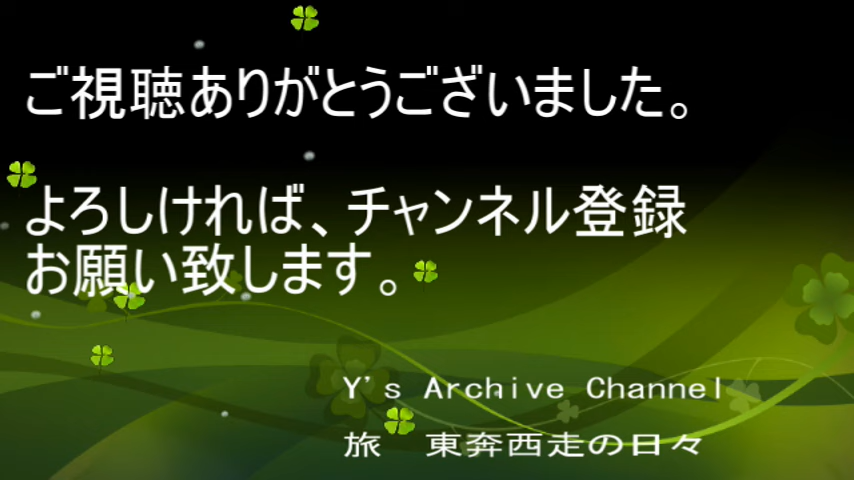 ご視聴ありがとうございました。
よろしければ、チャンネル登録
お願い致します。
Y's Archive Channel
旅　東奔西走の日々